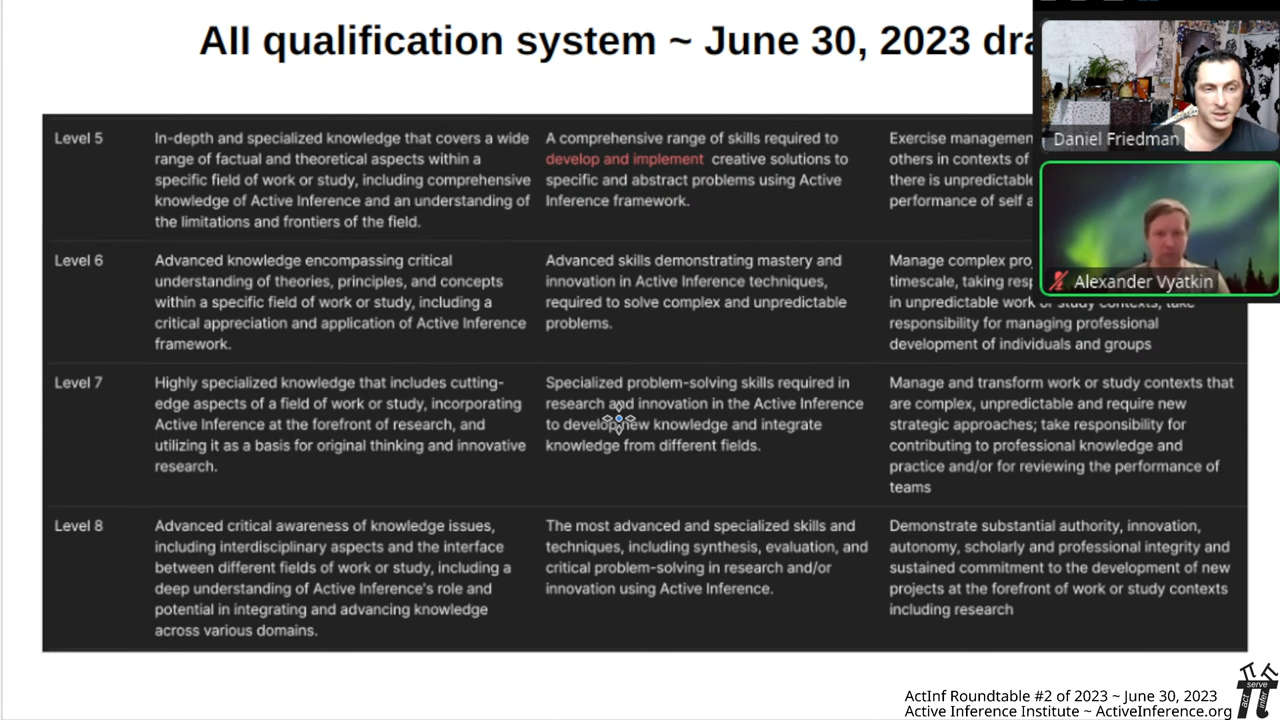 AII qualification system ~ June 30, 2023 dra
Daniel Friedman
Alexander Vyatkin
Level 5
In-depth and specialized knowledge that covers a wide
range of factual and theoretical aspects within a
specific field of work or study, including comprehensive
knowledge of Active Inference and an understanding of
the limitations and frontiers of the field.
A comprehensive range of skills required to
develop and implement creative solutions to
specific and abstract problems using Active
Inference framework.
Exercise managemen
others in contexts of
there is unpredictable
performance of self a
Level 6
Advanced knowledge encompassing critical
understanding of theories, principles, and concepts
within a specific field of work or study, including a
critical appreciation and application of Active Inference
framework.
Advanced skills demonstrating mastery and
innovation in Active Inference techniques,
required to solve complex and unpredictable
problems.
Manage complex proj
timescale, taking resp
in unpredictable work or study contexts, take
responsibility for managing professional
development of individuals and groups
Level 7
Highly specialized knowledge that includes cutting-
edge aspects of a field of work or study, incorporating
Active Inference at the forefront of research, and
utilizing it as a basis for original thinking and innovative
research.
Specialized problem-solving skills required in
research and innovation in the Active Inference
to develop new knowledge and integrate
knowledge from different fields.
Manage and transform work or study contexts that
are complex, unpredictable and require new
strategic approaches; take responsibility for
contributing to professional knowledge and
practice and/or for reviewing the performance of
teams
Level 8
Advanced critical awareness of knowledge issues,
including interdisciplinary aspects and the interface
between different fields of work or study, including a
deep understanding of Active Inference's role and
potential in integrating and advancing knowledge
across various domains.
The most advanced and specialized skills and
techniques, including synthesis, evaluation, and
critical problem-solving in research and/or
innovation using Active Inference.
Demonstrate substantial authority, innovation,
autonomy, scholarly and professional integrity and
sustained commitment to the development of new
projects at the forefront of work or study contexts
including research
ActInf Roundtable #2 of 2023 ~ June 30, 2023
Active Inference Institute ~ ActiveInference.org
serve
act
infer